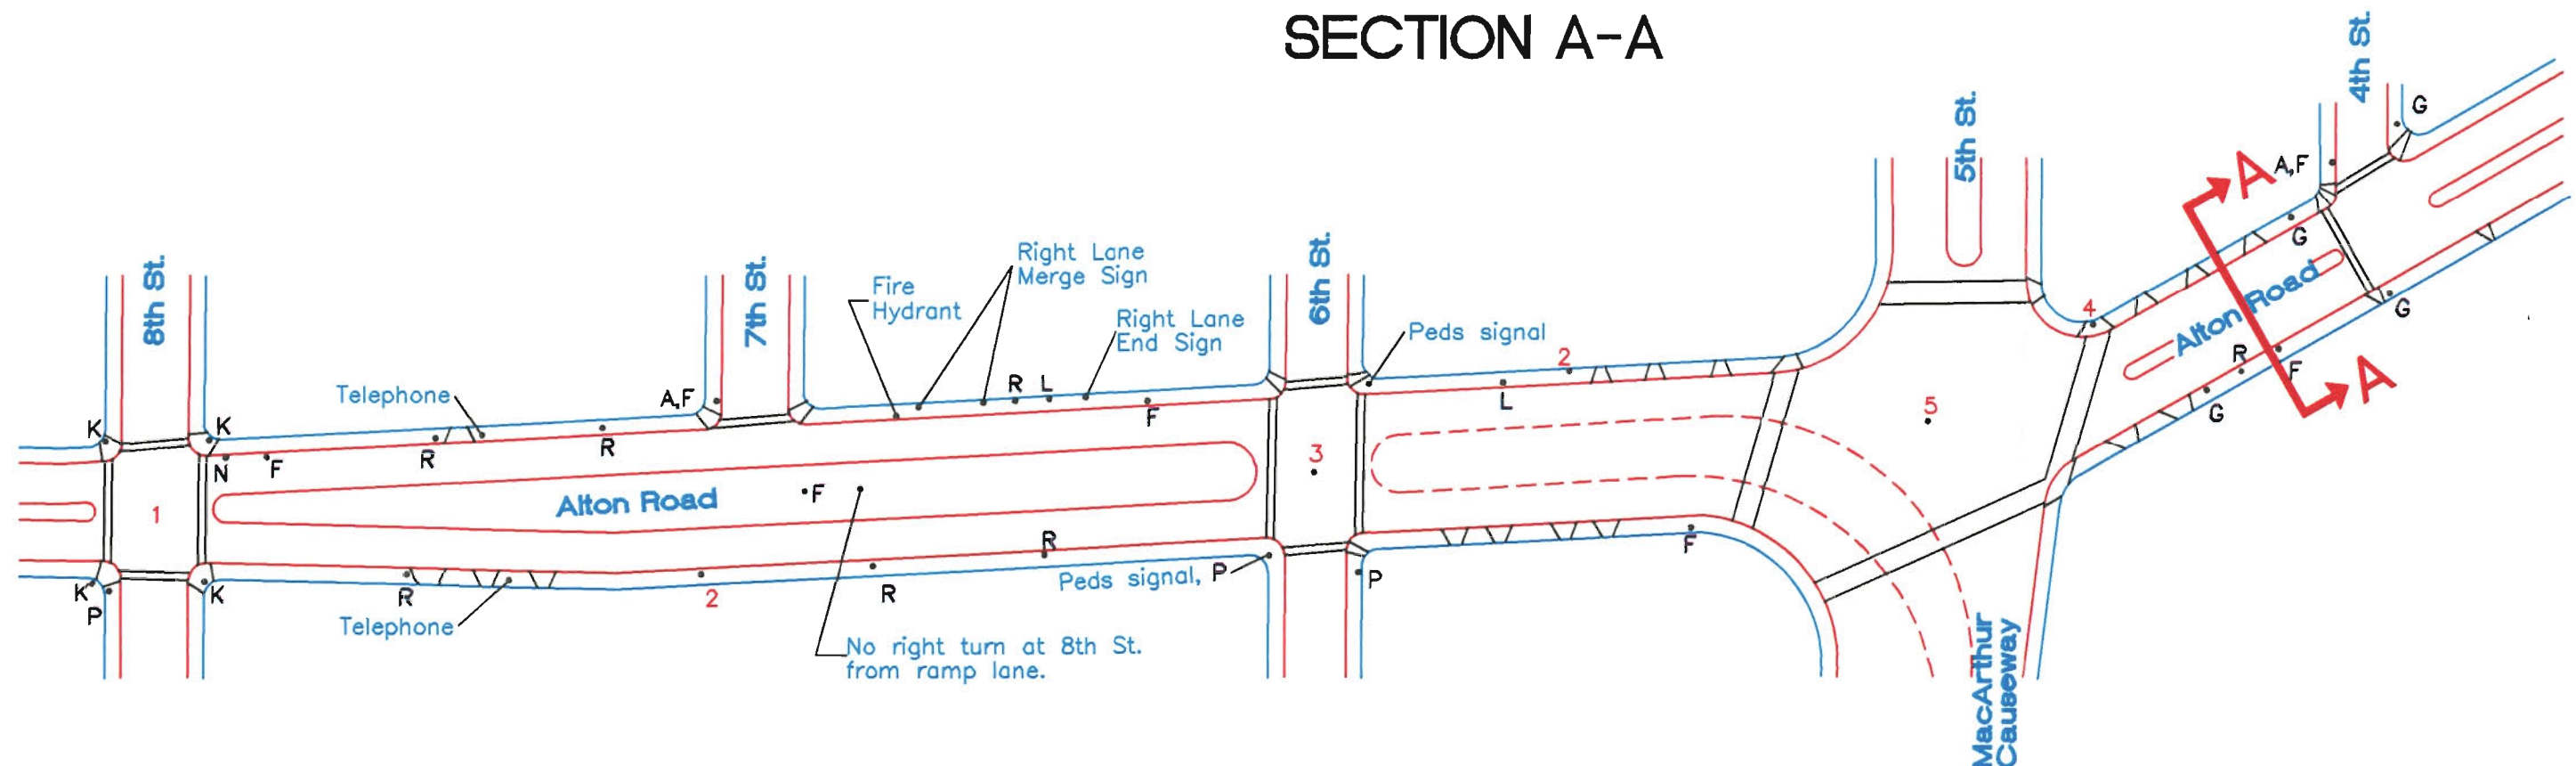 SECTION A-A
4th St.
G
A,F
A
5th St.
Right Lane
Merge Sign
Fire
Hydrant
Right Lane
End Sign
6th St.
Peds signal
8th St.
7th St.
Telephone
A,F
R L
F
2
L
4
G
Alton Road
R
F
G
G
A
K
K
N
F
R
R
3
5
1
Alton Road
F
F
R
Peds signal, P
P
K
P
K
R
2
R
Telephone
No right turn at 8th St.
from ramp lane.
MacArthur
Causeway